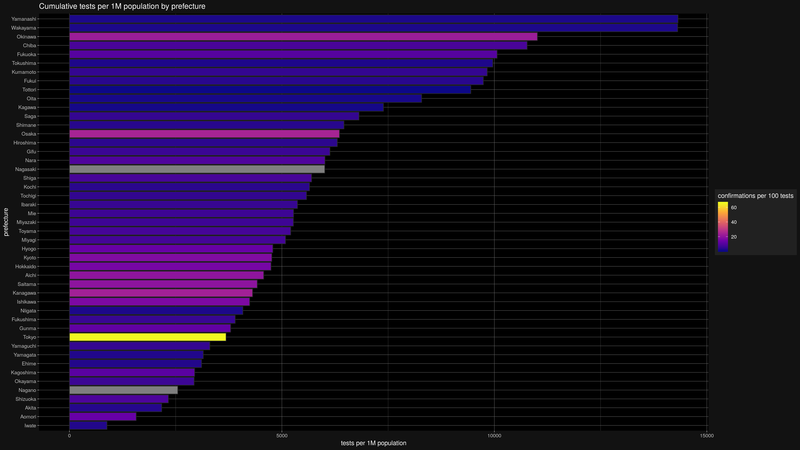 Cumulative tests per 1M population by prefecture
Yamanashi
Wakayama
Okinawa
Chiba
Fukuoka
Tokushima
Kumamoto
Fukui
Tottori
Oita
Kagawa
Saga
Shimane
Osaka
Hiroshima
Gifu
Nara
Nagasaki
Shiga
Kochi
Tochigi
Ibaraki
Mie
Miyazaki
Toyama
Miyagi
Hyogo
Kyoto
Hokkaido
Aichi
Saitama
Kanagawa
Ishikawa
Niigata
Fukushima
Gunma
Tokyo
Yamaguchi
Yamagata
Ehime
Kagoshima
Okayama
Nagano
Shizuoka
Akita
Aomori
Iwate
prefecture
0 5000 10000 15000
tests per 1M population
confirmations per 100 tests
60
40
20